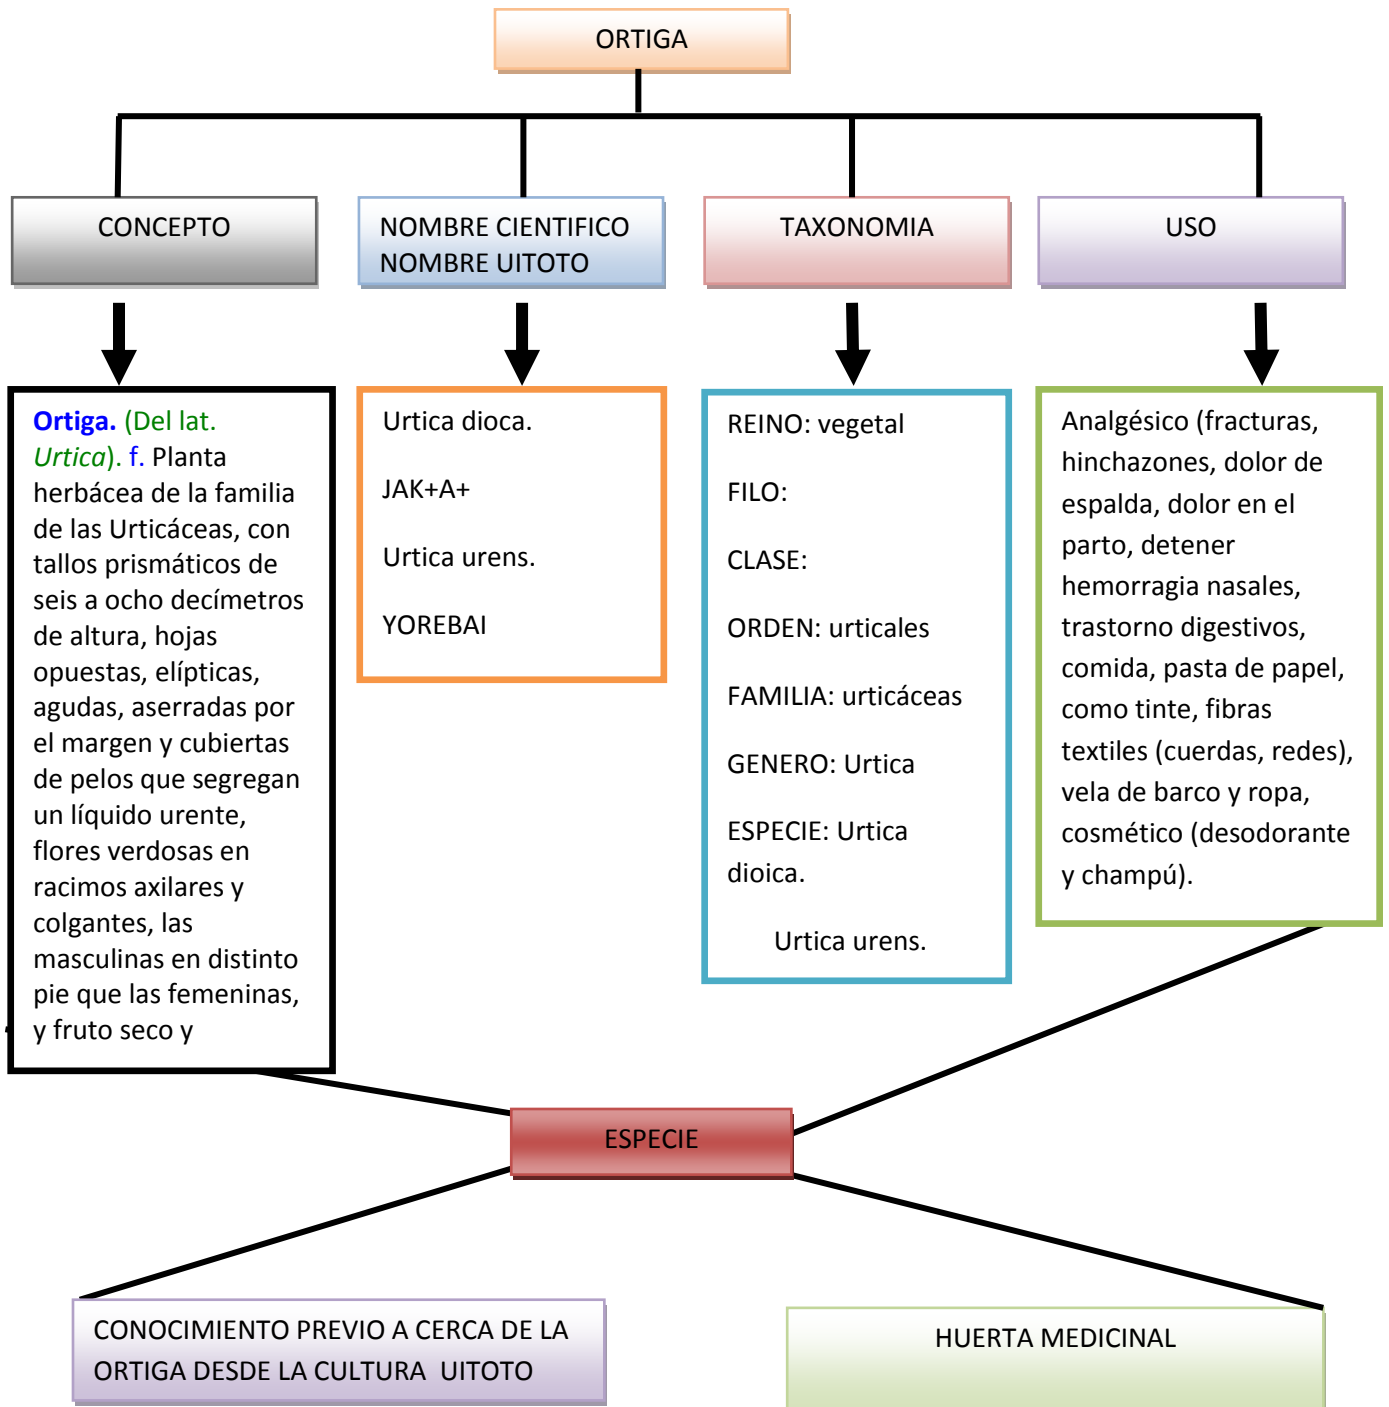 ORTIGA
CONCEPTO
NOMBRE CIENTIFICO
NOMBRE UITOTO
TAXONOMIA
USO
Ortiga. (Del lat.
Urtica). f. Planta
herbácea de la familia
de las Urticáceas, con
tallos prismáticos de
seis a ocho decímetros
de altura, hojas
opuestas, elípticas,
agudas, aserradas por
el margen y cubiertas
de pelos que segregan
un líquido urente,
flores verdosas en
racimos axilares y
colgantes, las
masculinas en distinto
pie que las femeninas,
y fruto seco y
Urtica dioca.
JAK+A+
Urtica urens.
YOREBAI
REINO: vegetal
FILO:
CLASE:
ORDEN: urticales
FAMILIA: urticáceas
GENERO: Urtica
ESPECIE: Urtica
dioica.
Urtica urens.
Analgésico (fracturas,
hinchazones, dolor de
espalda, dolor en el
parto, detener
hemorragia nasales,
trastorno digestivos,
comida, pasta de papel,
como tinte, fibras
textiles (cuerdas, redes),
vela de barco y ropa,
cosmético (desodorante
y champú).
ESPECIE
CONOCIMIENTO PREVIO A CERCA DE LA
ORTIGA DESDE LA CULTURA UITOTO
HUERTA MEDICINAL